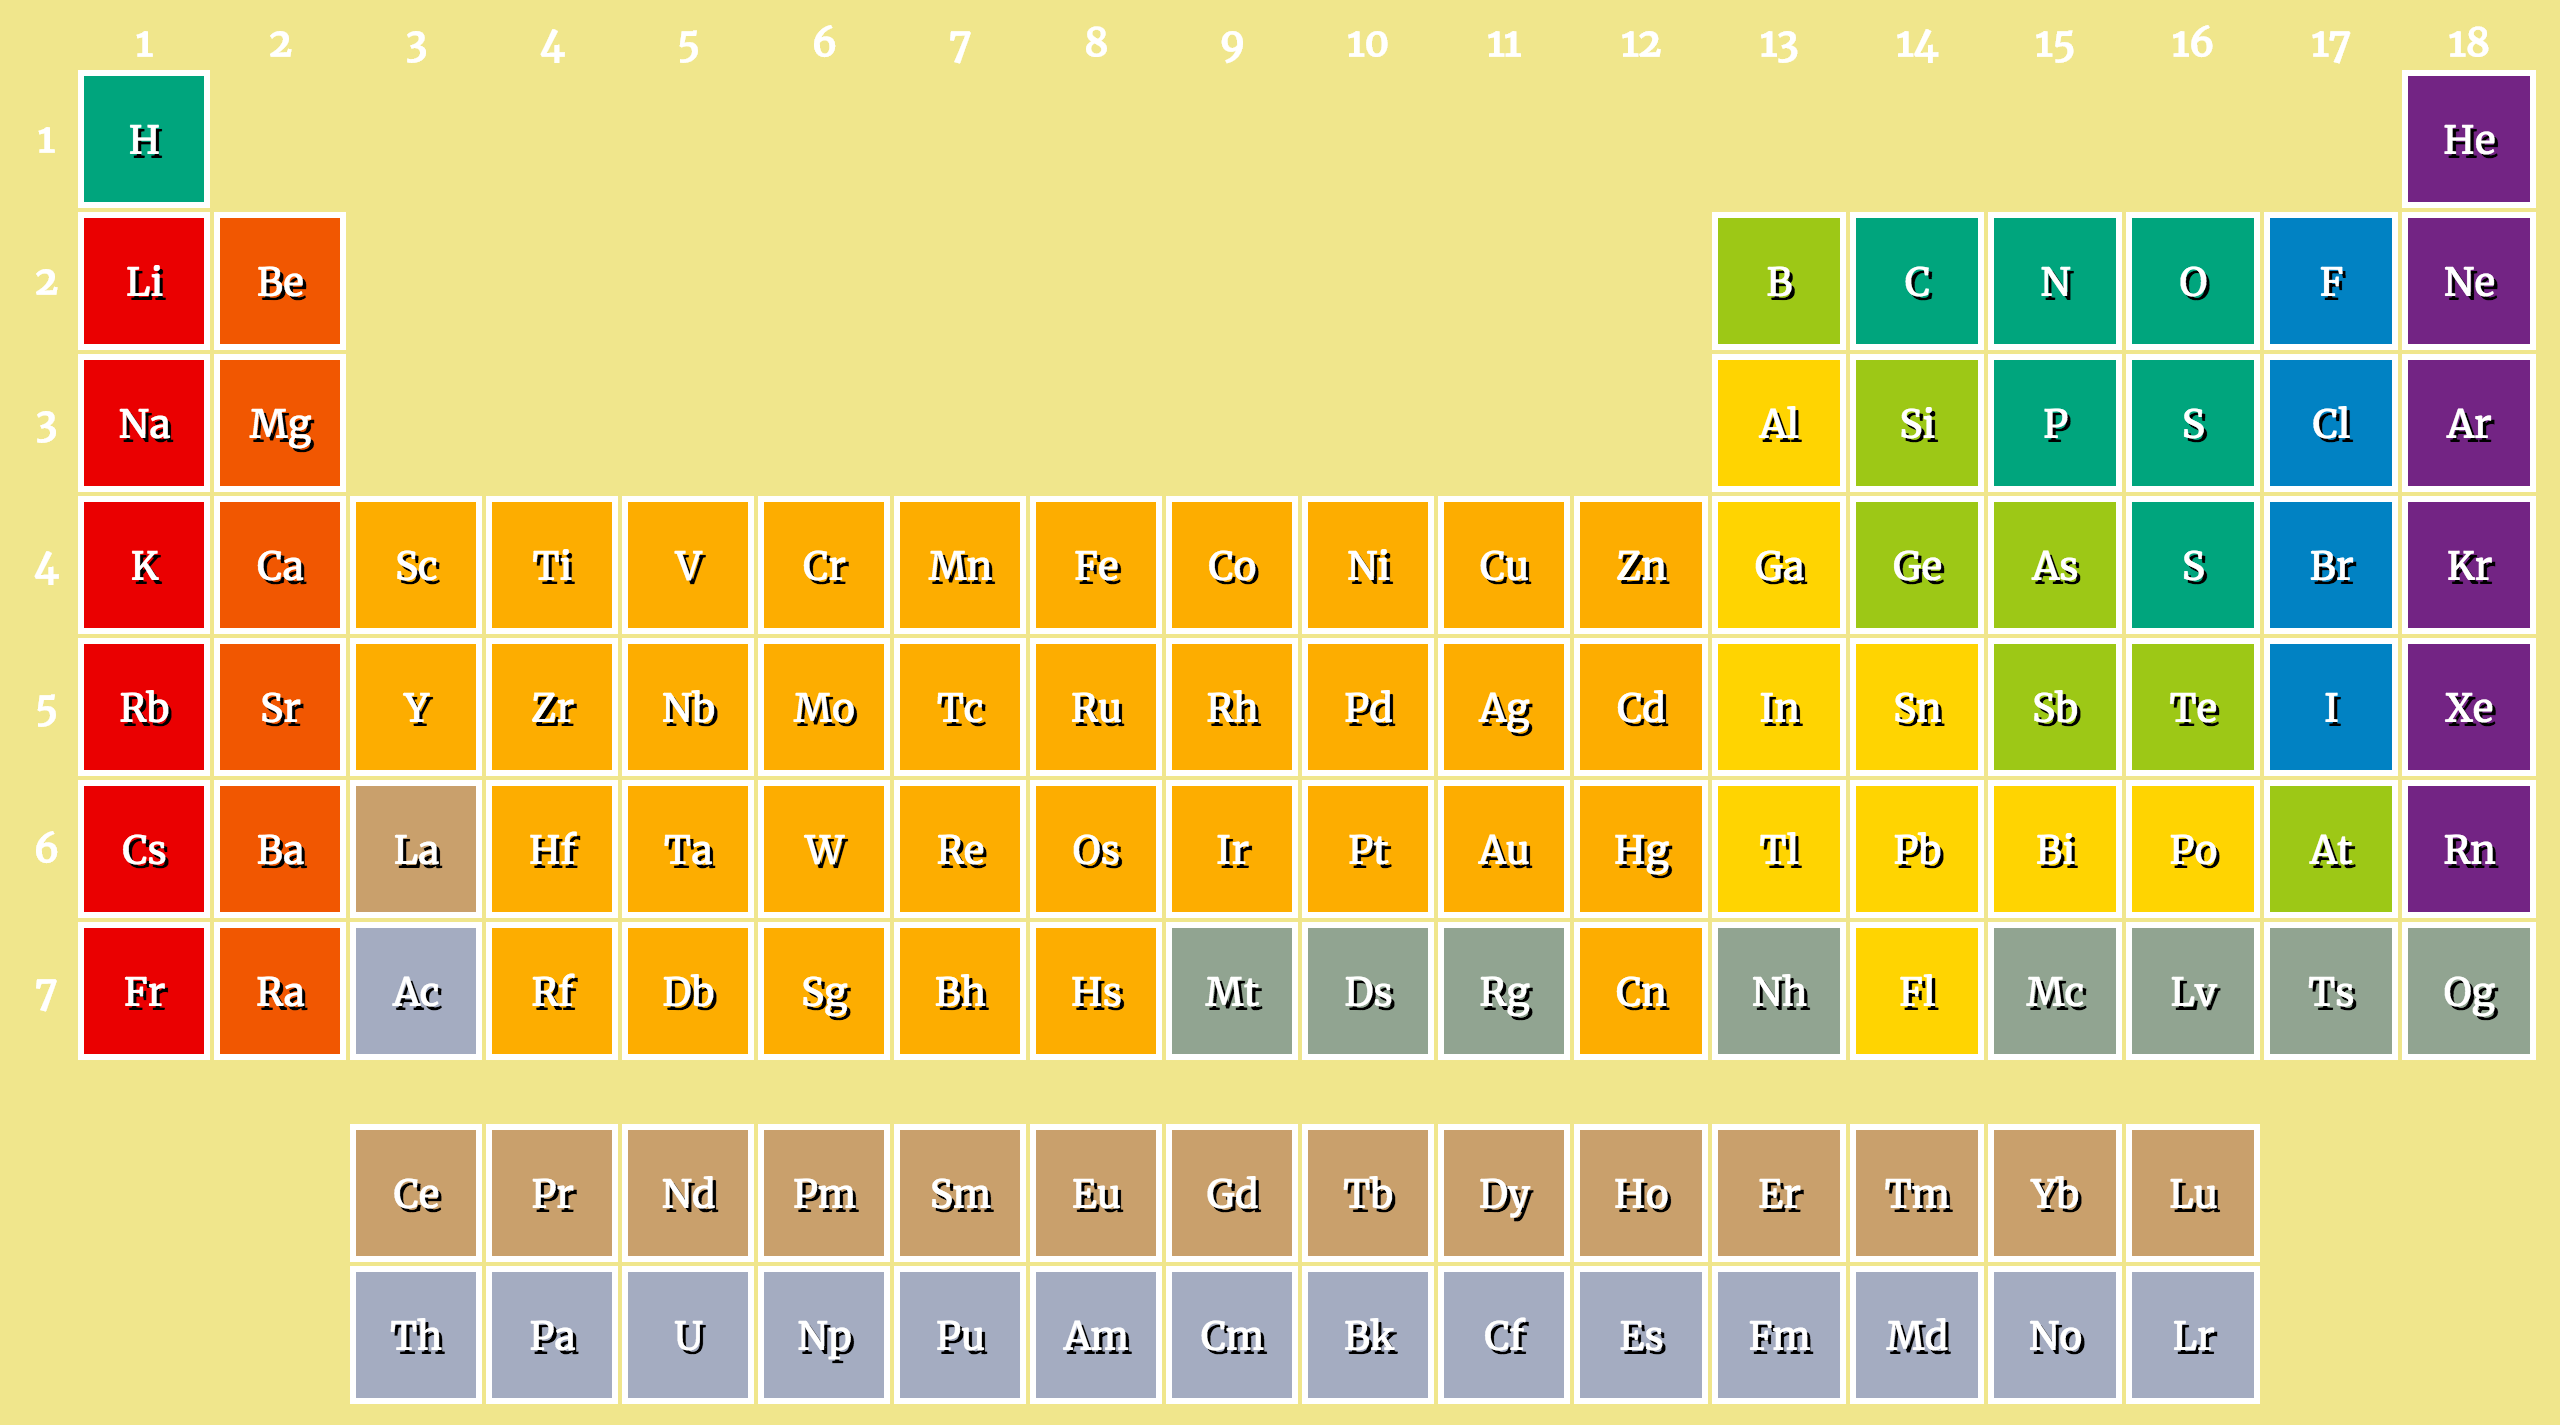 1 2 3 4 5 6 7 8 9 10 11 12 13 14 15 16 17 18
1 H He
2 Li Be B C N O F Ne
3 Na Mg Al Si P S Cl Ar
4 K Ca Sc Ti V Cr Mn Fe Co Ni Cu Zn Ga Ge As S Br Kr
5 Rb Sr Y Zr Nb Mo Tc Ru Rh Pd Ag Cd In Sn Sb Te I Xe
6 Cs Ba La Hf Ta W Re Os Ir Pt Au Hg Tl Pb Bi Po At Rn
7 Fr Ra Ac Rf Db Sg Bh Hs Mt Ds Rg Cn Nh Fl Mc Lv Ts Og
Ce Pr Nd Pm Sm Eu Gd Tb Dy Ho Er Tm Yb Lu
Th Pa U Np Pu Am Cm Bk Cf Es Fm Md No Lr